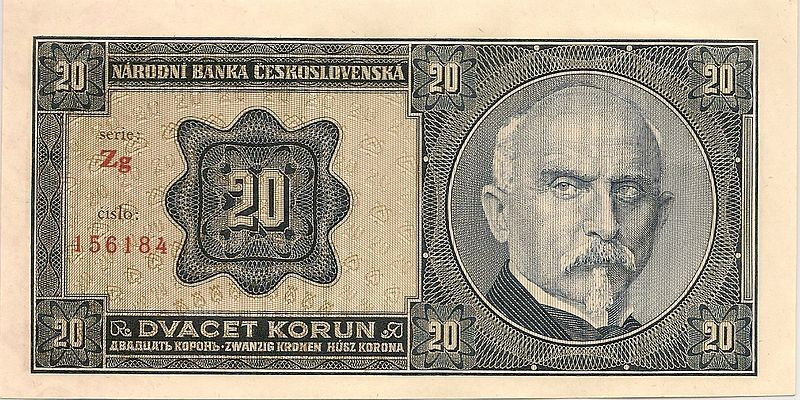 20 NÁRODNÍ BANKA ČESKOSLOVENSKÁ 20 20
serie:
Zg
20
číslo:
156184
20 DVACET KORUN 20 20
ДВАДЦАТЬ КОРОНЬ · ZWANZIG KRONEN HÚSZ KORONA